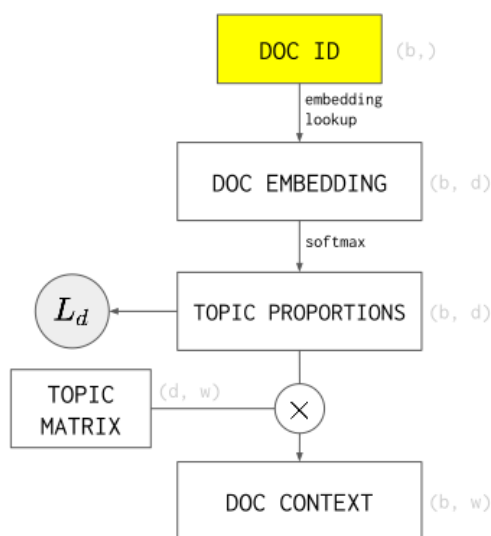 DOC ID (b,)
embedding
lookup
DOC EMBEDDING (b, d)
softmax
L_d
TOPIC PROPORTIONS (b, d)
TOPIC
MATRIX
(d, w)
×
DOC CONTEXT (b, w)